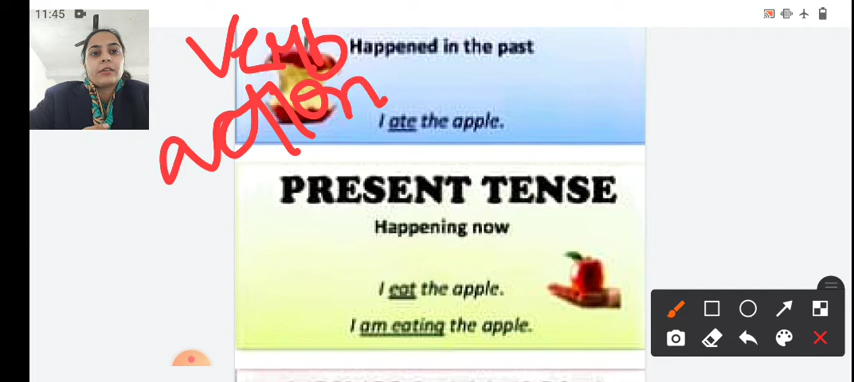 11:45
verb
Happened in the past
action
I ate the apple.
PRESENT TENSE
Happening now
I eat the apple.
I am eating the apple.